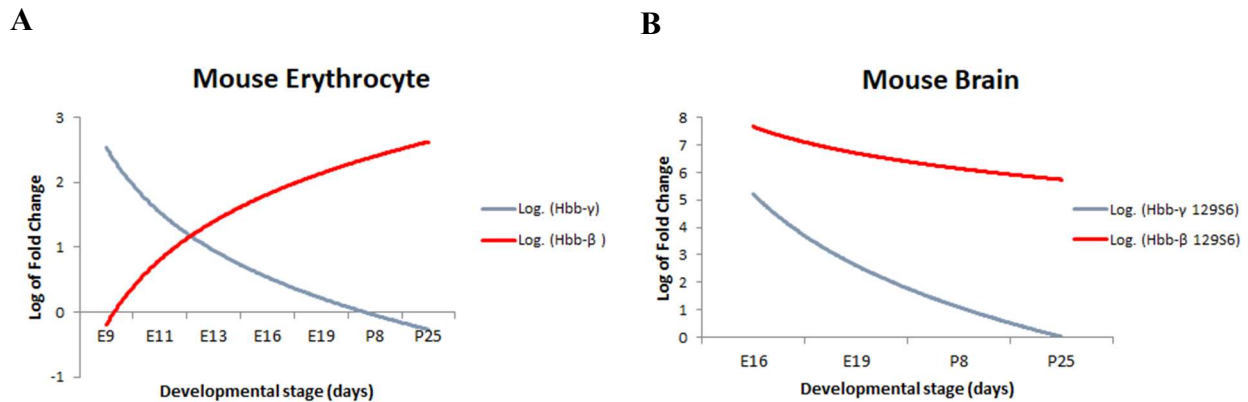 A
Mouse Erythrocyte
3
2
1
0
-1
Log of Fold Change
E9 E11 E13 E16 E19 P8 P25
Developmental stage (days)
Log. (Hbb-γ)
Log. (Hbb-β )
B
Mouse Brain
8
7
6
5
4
3
2
1
0
Log of Fold Change
E16 E19 P8 P25
Developmental stage (days)
Log. (Hbb-γ 129S6)
Log. (Hbb-β 129S6)